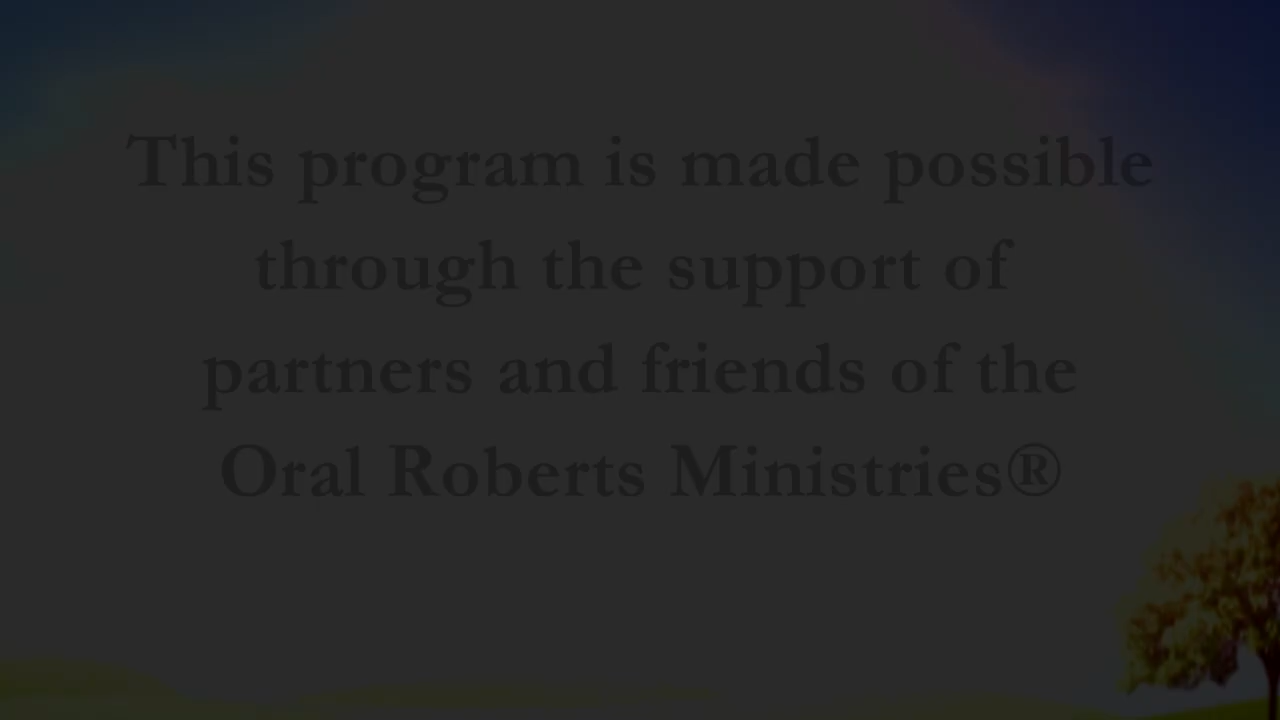 This program is made possible
through the support of
partners and friends of the
Oral Roberts Ministries®